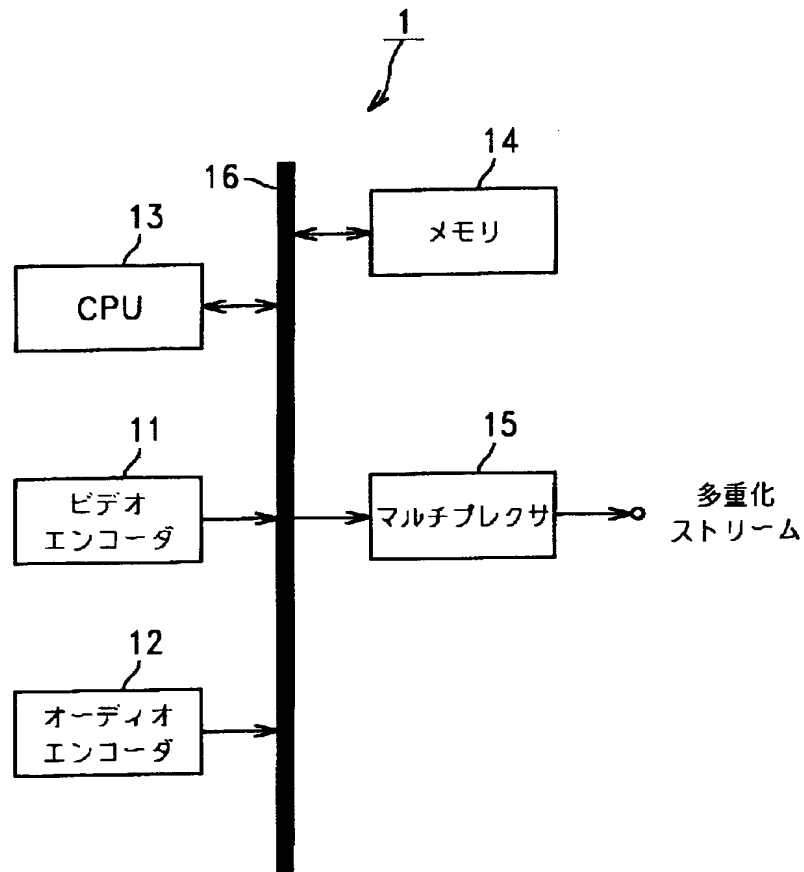 1
14
16
メモリ
13
CPU
15
11
マルチプレクサ
多重化
ストリーム
ビデオ
エンコーダ
12
オーディオ
エンコーダ